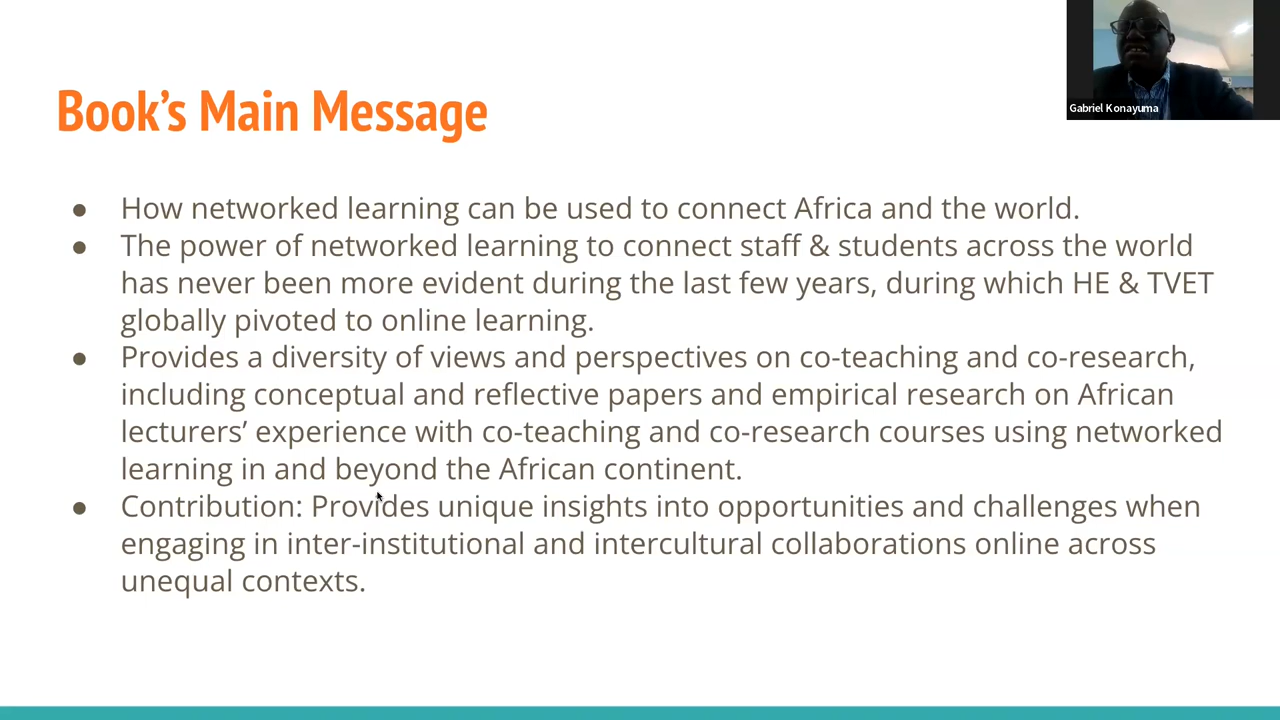 Gabriel Konayuma
Book's Main Message
● How networked learning can be used to connect Africa and the world.
● The power of networked learning to connect staff & students across the world
has never been more evident during the last few years, during which HE & TVET
globally pivoted to online learning.
● Provides a diversity of views and perspectives on co-teaching and co-research,
including conceptual and reflective papers and empirical research on African
lecturers' experience with co-teaching and co-research courses using networked
learning in and beyond the African continent.
● Contribution: Provides unique insights into opportunities and challenges when
engaging in inter-institutional and intercultural collaborations online across
unequal contexts.